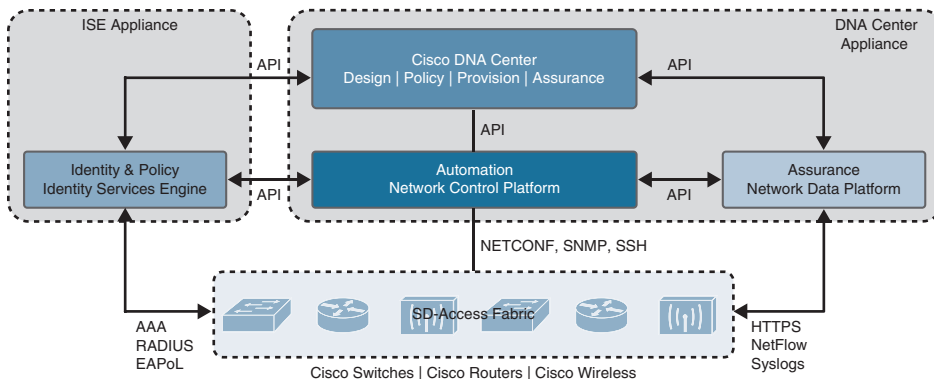 ISE Appliance
DNA Center
Appliance
Cisco DNA Center
Design | Policy | Provision | Assurance
API
API
API
Identity & Policy
Identity Services Engine
API
Automation
Network Control Platform
API
Assurance
Network Data Platform
NETCONF, SNMP, SSH
SD-Access Fabric
AAA
RADIUS
EAPoL
HTTPS
NetFlow
Syslogs
Cisco Switches | Cisco Routers | Cisco Wireless